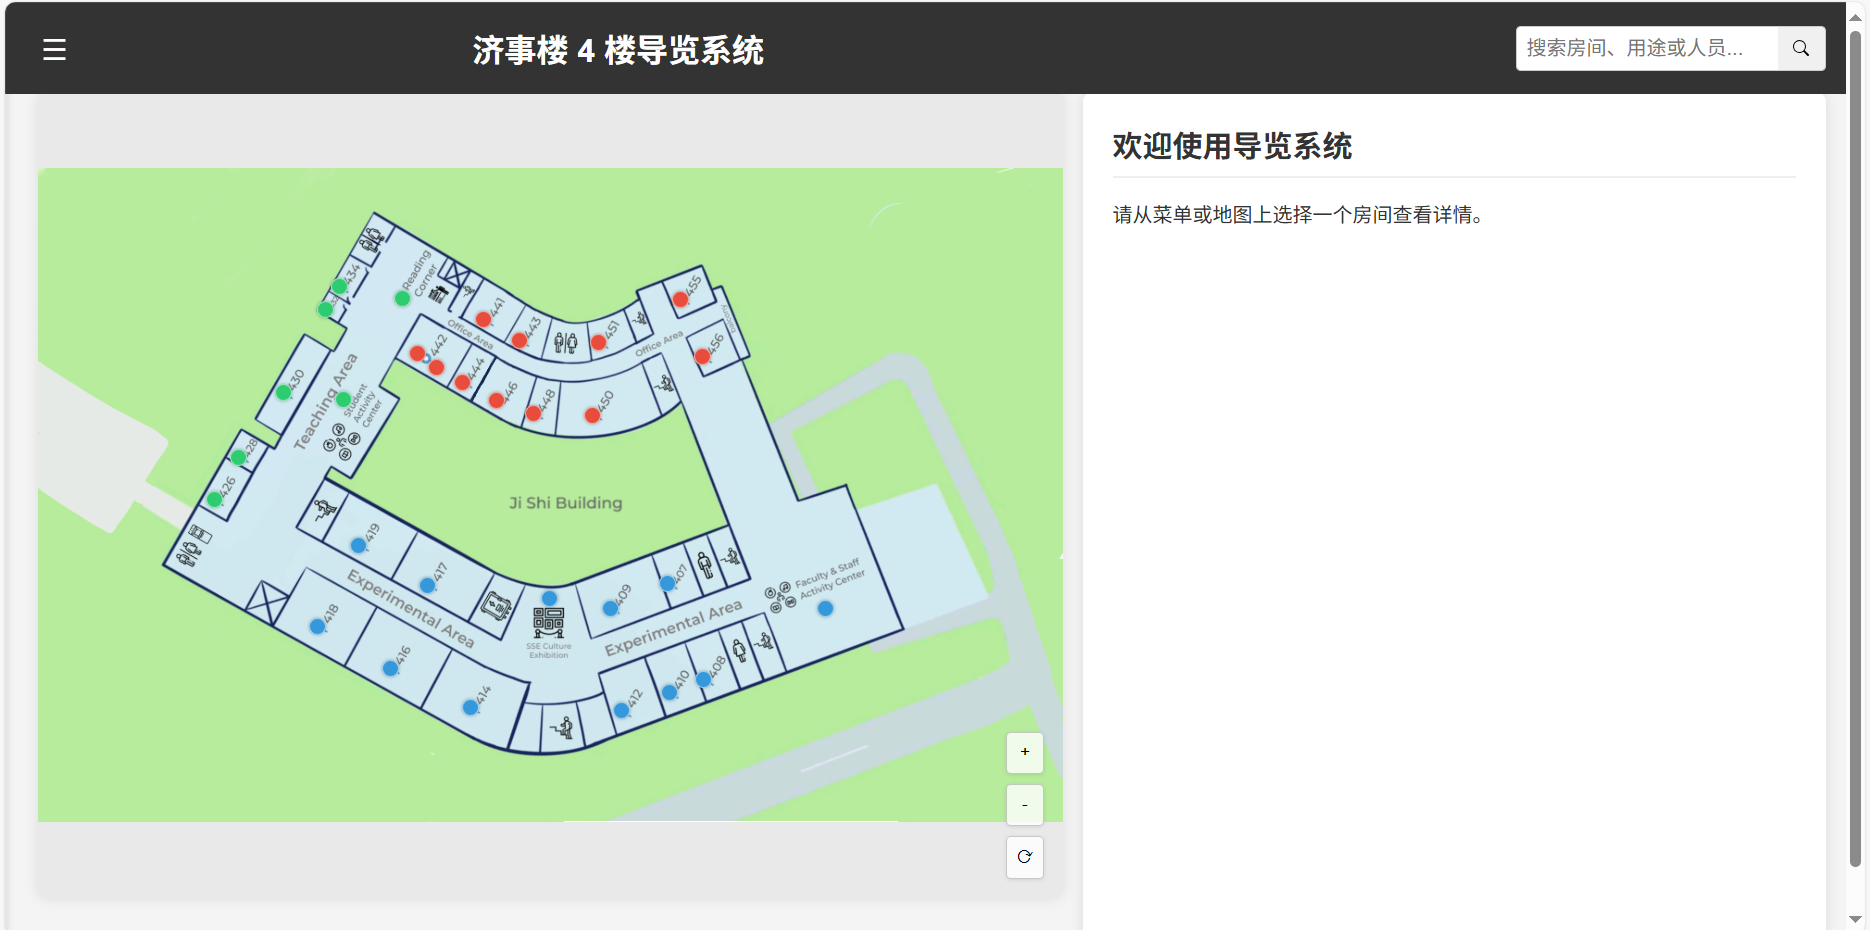 ☰
济事楼 4 楼导览系统
搜索房间、用途或人员...
欢迎使用导览系统
请从菜单或地图上选择一个房间查看详情。
434
Reading
Corner
441
443
451
455
balcony
Office Area
Office Area
442
444
446
448
450
456
430
Teaching Area
Student
Activity
Center
428
426
Ji Shi Building
419
417
Experimental Area
418
416
414
SSE Culture
Exhibition
409
407
Experimental Area
Faculty & Staff
Activity Center
412
410
408
+
-